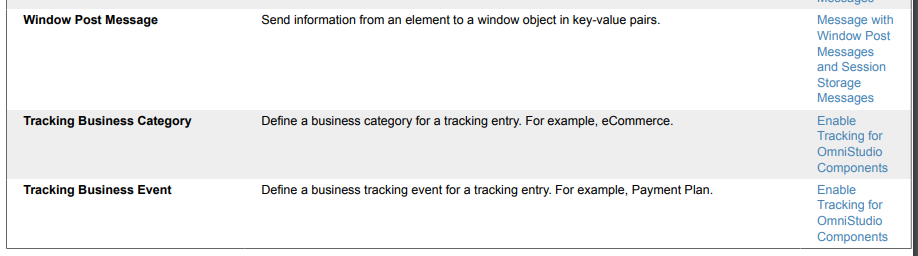 Messages
Window Post Message
Send information from an element to a window object in key-value pairs.
Message with
Window Post
Messages
and Session
Storage
Messages
Tracking Business Category
Define a business category for a tracking entry. For example, eCommerce.
Enable
Tracking for
OmniStudio
Components
Tracking Business Event
Define a business tracking event for a tracking entry. For example, Payment Plan.
Enable
Tracking for
OmniStudio
Components